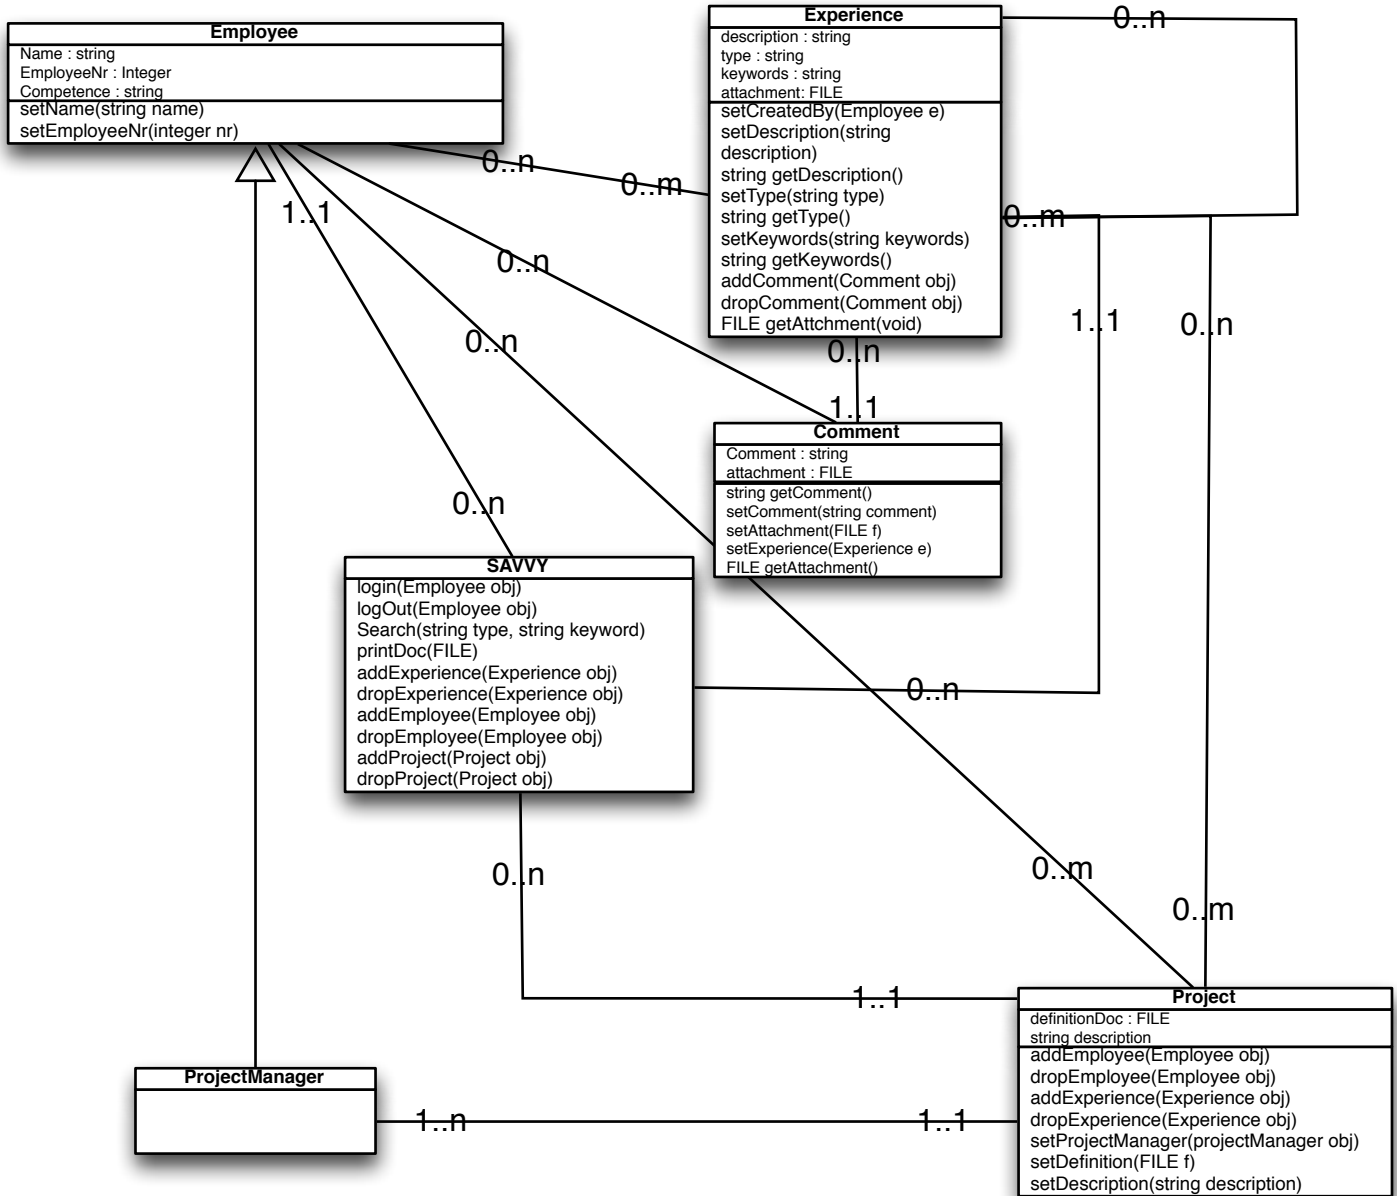 Employee
Name : string
EmployeeNr : Integer
Competence : string
setName(string name)
setEmployeeNr(integer nr)
Experience
description : string
type : string
keywords : string
attachment: FILE
setCreatedBy(Employee e)
setDescription(string
description)
string getDescription()
setType(string type)
string getType()
setKeywords(string keywords)
string getKeywords()
addComment(Comment obj)
dropComment(Comment obj)
FILE getAttchment(void)
0..n
0..n
0..m
1..1
0..m
0..n
0..n
1..1
0..n
0..n
1..1
Comment
Comment : string
attachment : FILE
string getComment()
setComment(string comment)
setAttachment(FILE f)
setExperience(Experience e)
FILE getAttachment()
0..n
SAVVY
login(Employee obj)
logOut(Employee obj)
Search(string type, string keyword)
printDoc(FILE)
addExperience(Experience obj)
dropExperience(Experience obj)
addEmployee(Employee obj)
dropEmployee(Employee obj)
addProject(Project obj)
dropProject(Project obj)
0..n
0..n
0..m
0..m
1..1
Project
definitionDoc : FILE
string description
addEmployee(Employee obj)
dropEmployee(Employee obj)
addExperience(Experience obj)
dropExperience(Experience obj)
setProjectManager(projectManager obj)
setDefinition(FILE f)
setDescription(string description)
ProjectManager
1..n
1..1